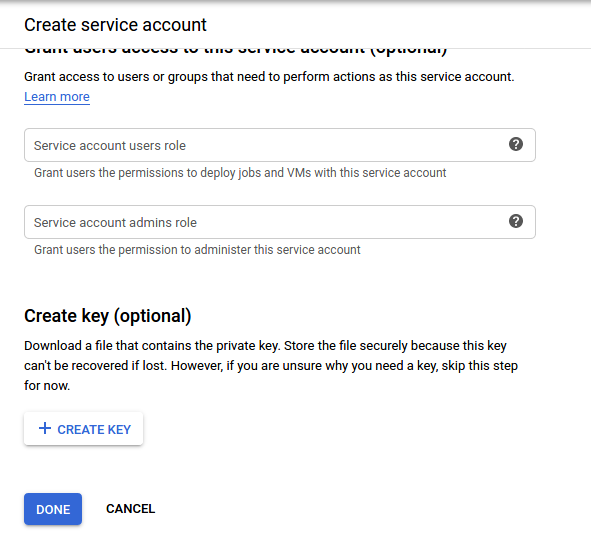 Create service account
Grant users access to this service account (optional)
Grant access to users or groups that need to perform actions as this service account.
Learn more
Service account users role
Grant users the permissions to deploy jobs and VMs with this service account
Service account admins role
Grant users the permission to administer this service account
Create key (optional)
Download a file that contains the private key. Store the file securely because this key
can't be recovered if lost. However, if you are unsure why you need a key, skip this step
for now.
CREATE KEY
DONE CANCEL